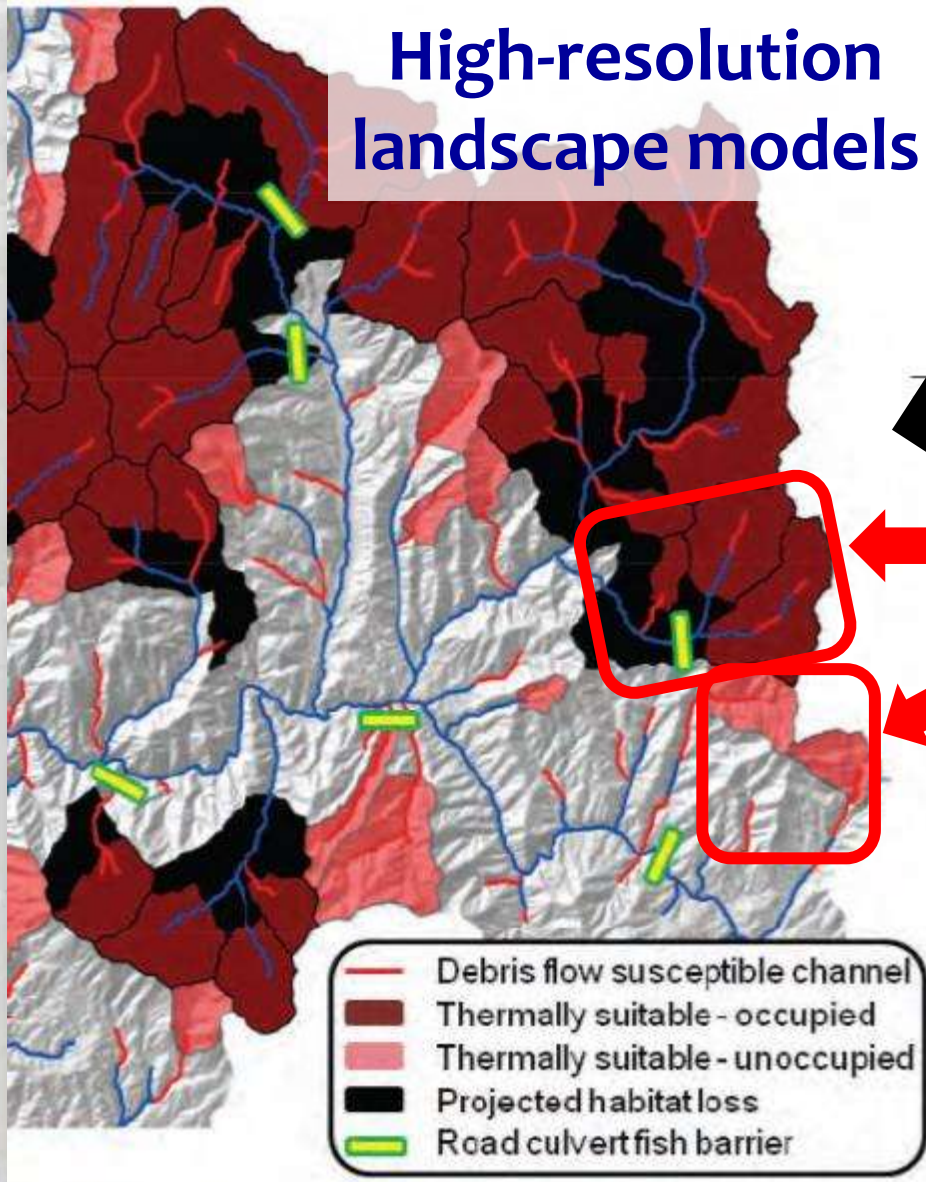 High-resolution
landscape models
Debris flow susceptible channel
Thermally suitable - occupied
Thermally suitable - unoccupied
Projected habitat loss
Road culvert fish barrier